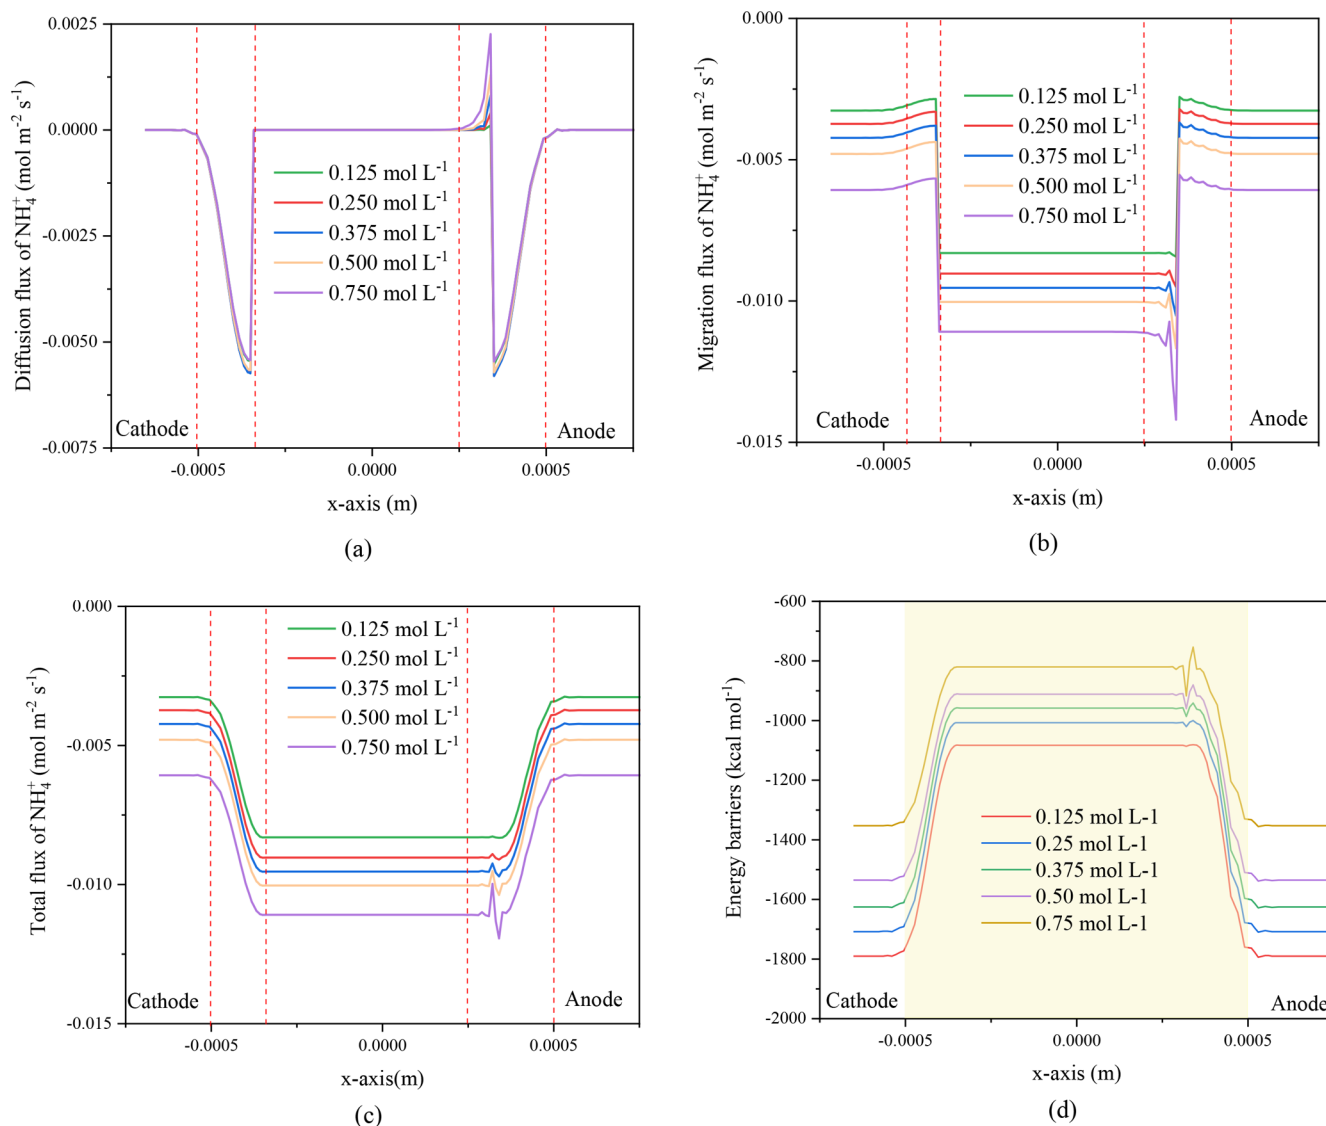 0.0025
0.0000
-0.0025
-0.0050
-0.0075
Diffusion flux of NH₄⁺ (mol m⁻² s⁻¹)
0.125 mol L⁻¹
0.250 mol L⁻¹
0.375 mol L⁻¹
0.500 mol L⁻¹
0.750 mol L⁻¹
Cathode
Anode
-0.0005
0.0000
0.0005
x-axis (m)
(a)
0.000
-0.005
-0.010
-0.015
Migration flux of NH₄⁺ (mol m⁻² s⁻¹)
0.125 mol L⁻¹
0.250 mol L⁻¹
0.375 mol L⁻¹
0.500 mol L⁻¹
0.750 mol L⁻¹
Cathode
Anode
-0.0005
0.0000
0.0005
x-axis (m)
(b)
0.000
-0.005
-0.010
-0.015
Total flux of NH₄⁺ (mol m⁻² s⁻¹)
0.125 mol L⁻¹
0.250 mol L⁻¹
0.375 mol L⁻¹
0.500 mol L⁻¹
0.750 mol L⁻¹
Cathode
Anode
-0.0005
0.0000
0.0005
x-axis(m)
(c)
-600
-800
-1000
-1200
-1400
-1600
-1800
-2000
Energy barriers (kcal mol⁻¹)
0.125 mol L-1
0.25 mol L-1
0.375 mol L-1
0.50 mol L-1
0.75 mol L-1
Cathode
Anode
-0.0005
0.0000
0.0005
x-axis (m)
(d)